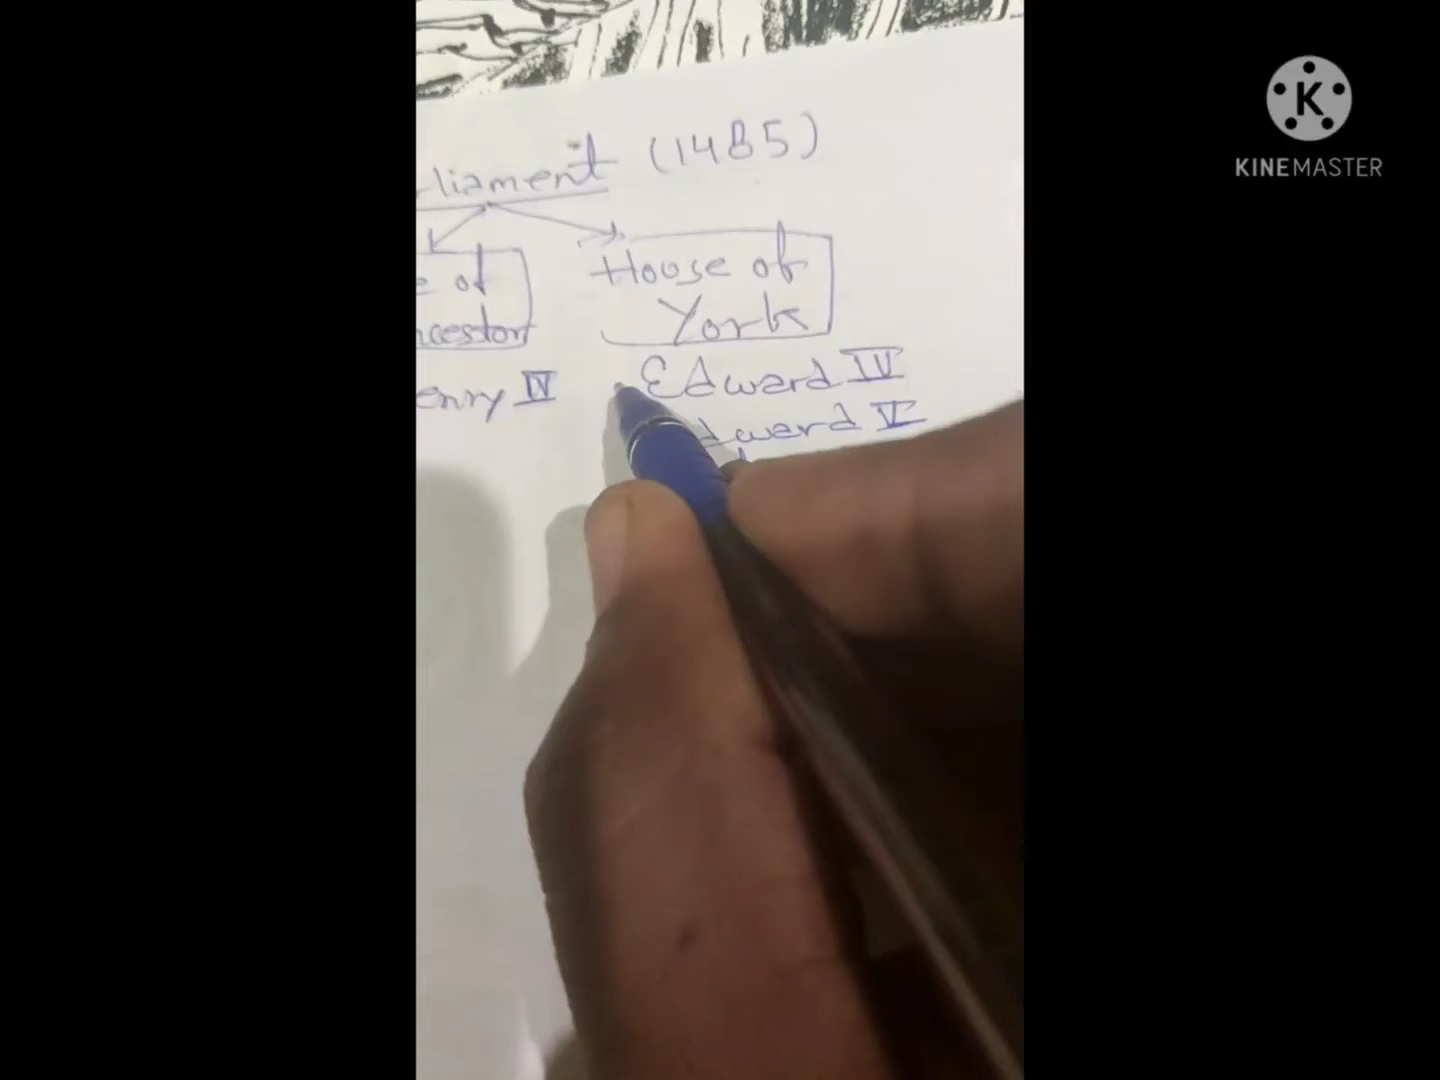 liament (1485)
e of
ncestor
House of
York
enry IV
Edward IV
dward V
K
KINEMASTER